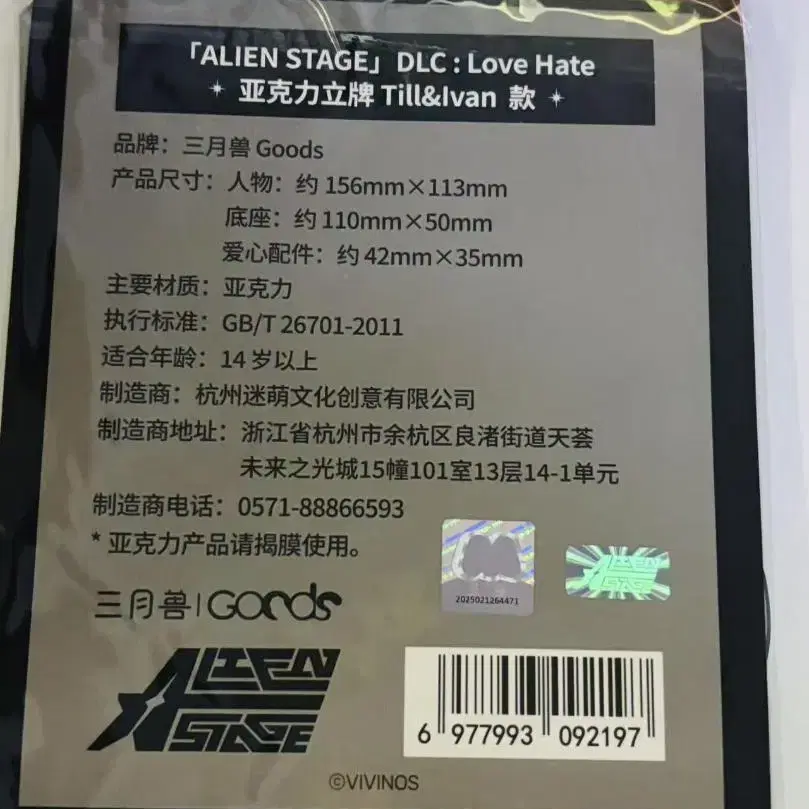 「ALIEN STAGE」DLC : Love Hate
亚克力立牌 Till&Ivan 款
品牌：三月兽 Goods
产品尺寸：人物：约 156mm×113mm
底座：约 110mm×50mm
爱心配件：约 42mm×35mm
主要材质：亚克力
执行标准：GB/T 26701-2011
适合年龄：14 岁以上
制造商：杭州迷萌文化创意有限公司
制造商地址：浙江省杭州市余杭区良渚街道天荟
未来之光城15幢101室13层14-1单元
制造商电话：0571-88866593
* 亚克力产品请揭膜使用。
2025021264471
ALIEN STAGE
三月兽 | Goods
ALIEN STAGE
6 977993 092197
©VIVINOS